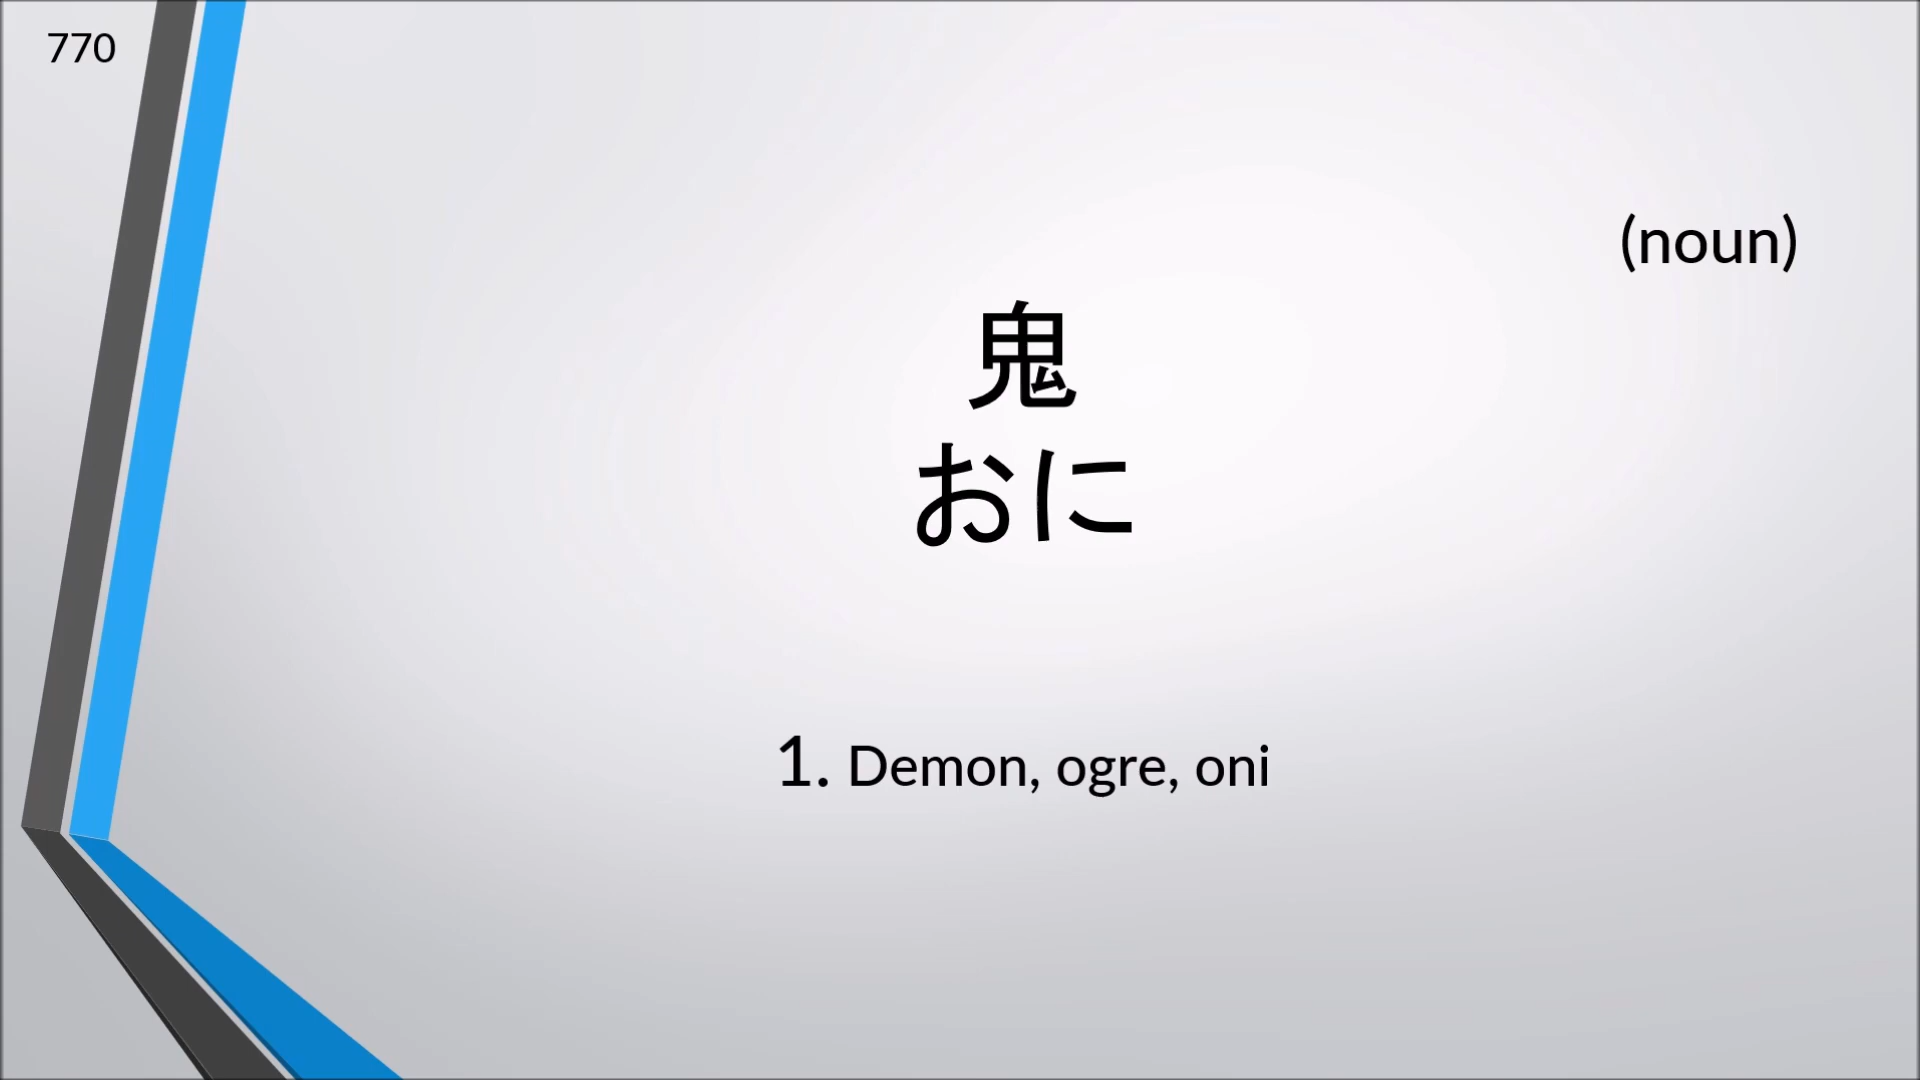 770
(noun)
鬼
おに
1. Demon, ogre, oni